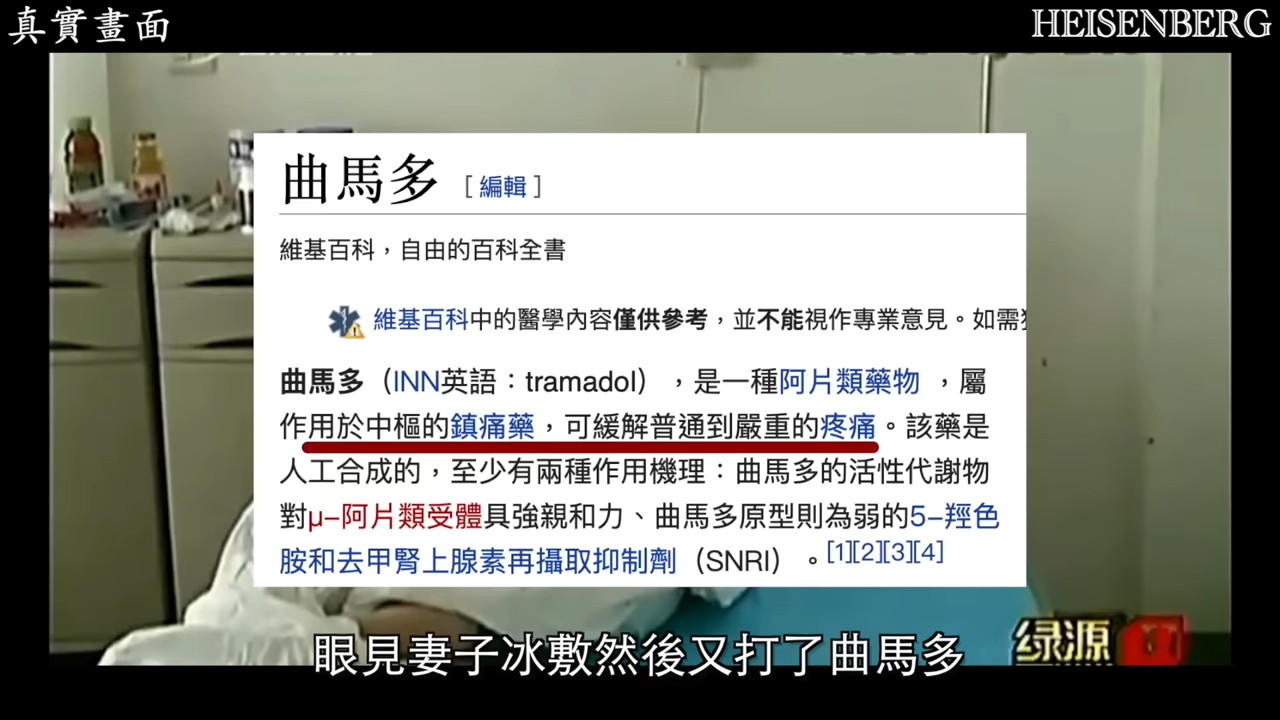 真實畫面
HEISENBERG
曲馬多 [編輯]
維基百科，自由的百科全書
維基百科中的醫學內容僅供參考，並不能視作專業意見。如需
曲馬多（INN英語：tramadol），是一種阿片類藥物，屬
作用於中樞的鎮痛藥，可緩解普通到嚴重的疼痛。該藥是
人工合成的，至少有兩種作用機理：曲馬多的活性代謝物
對μ-阿片類受體具強親和力、曲馬多原型則為弱的5-羥色
胺和去甲腎上腺素再攝取抑制劑（SNRI）。[1][2][3][4]
绿源
眼見妻子冰敷然後又打了曲馬多